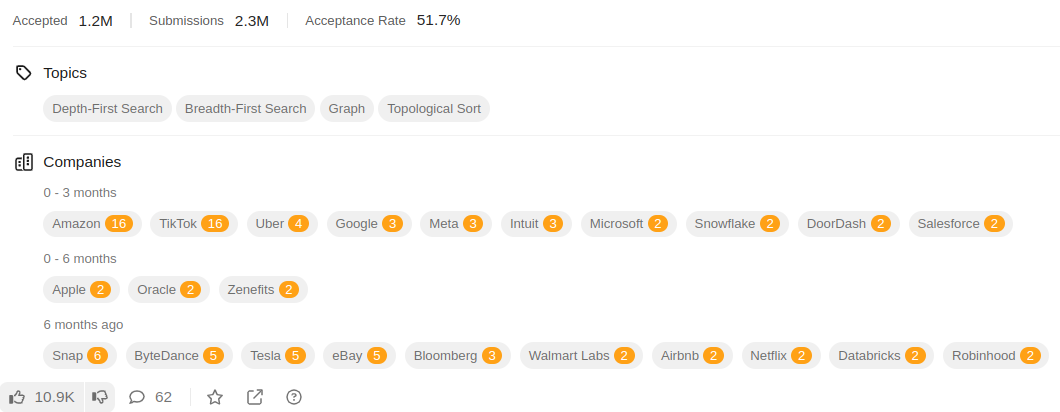 Accepted 1.2M Submissions 2.3M Acceptance Rate 51.7%
Topics
Depth-First Search Breadth-First Search Graph Topological Sort
Companies
0 - 3 months
Amazon 16 TikTok 16 Uber 4 Google 3 Meta 3 Intuit 3 Microsoft 2 Snowflake 2 DoorDash 2 Salesforce 2
0 - 6 months
Apple 2 Oracle 2 Zenefits 2
6 months ago
Snap 6 ByteDance 5 Tesla 5 eBay 5 Bloomberg 3 Walmart Labs 2 Airbnb 2 Netflix 2 Databricks 2 Robinhood 2
10.9K 62